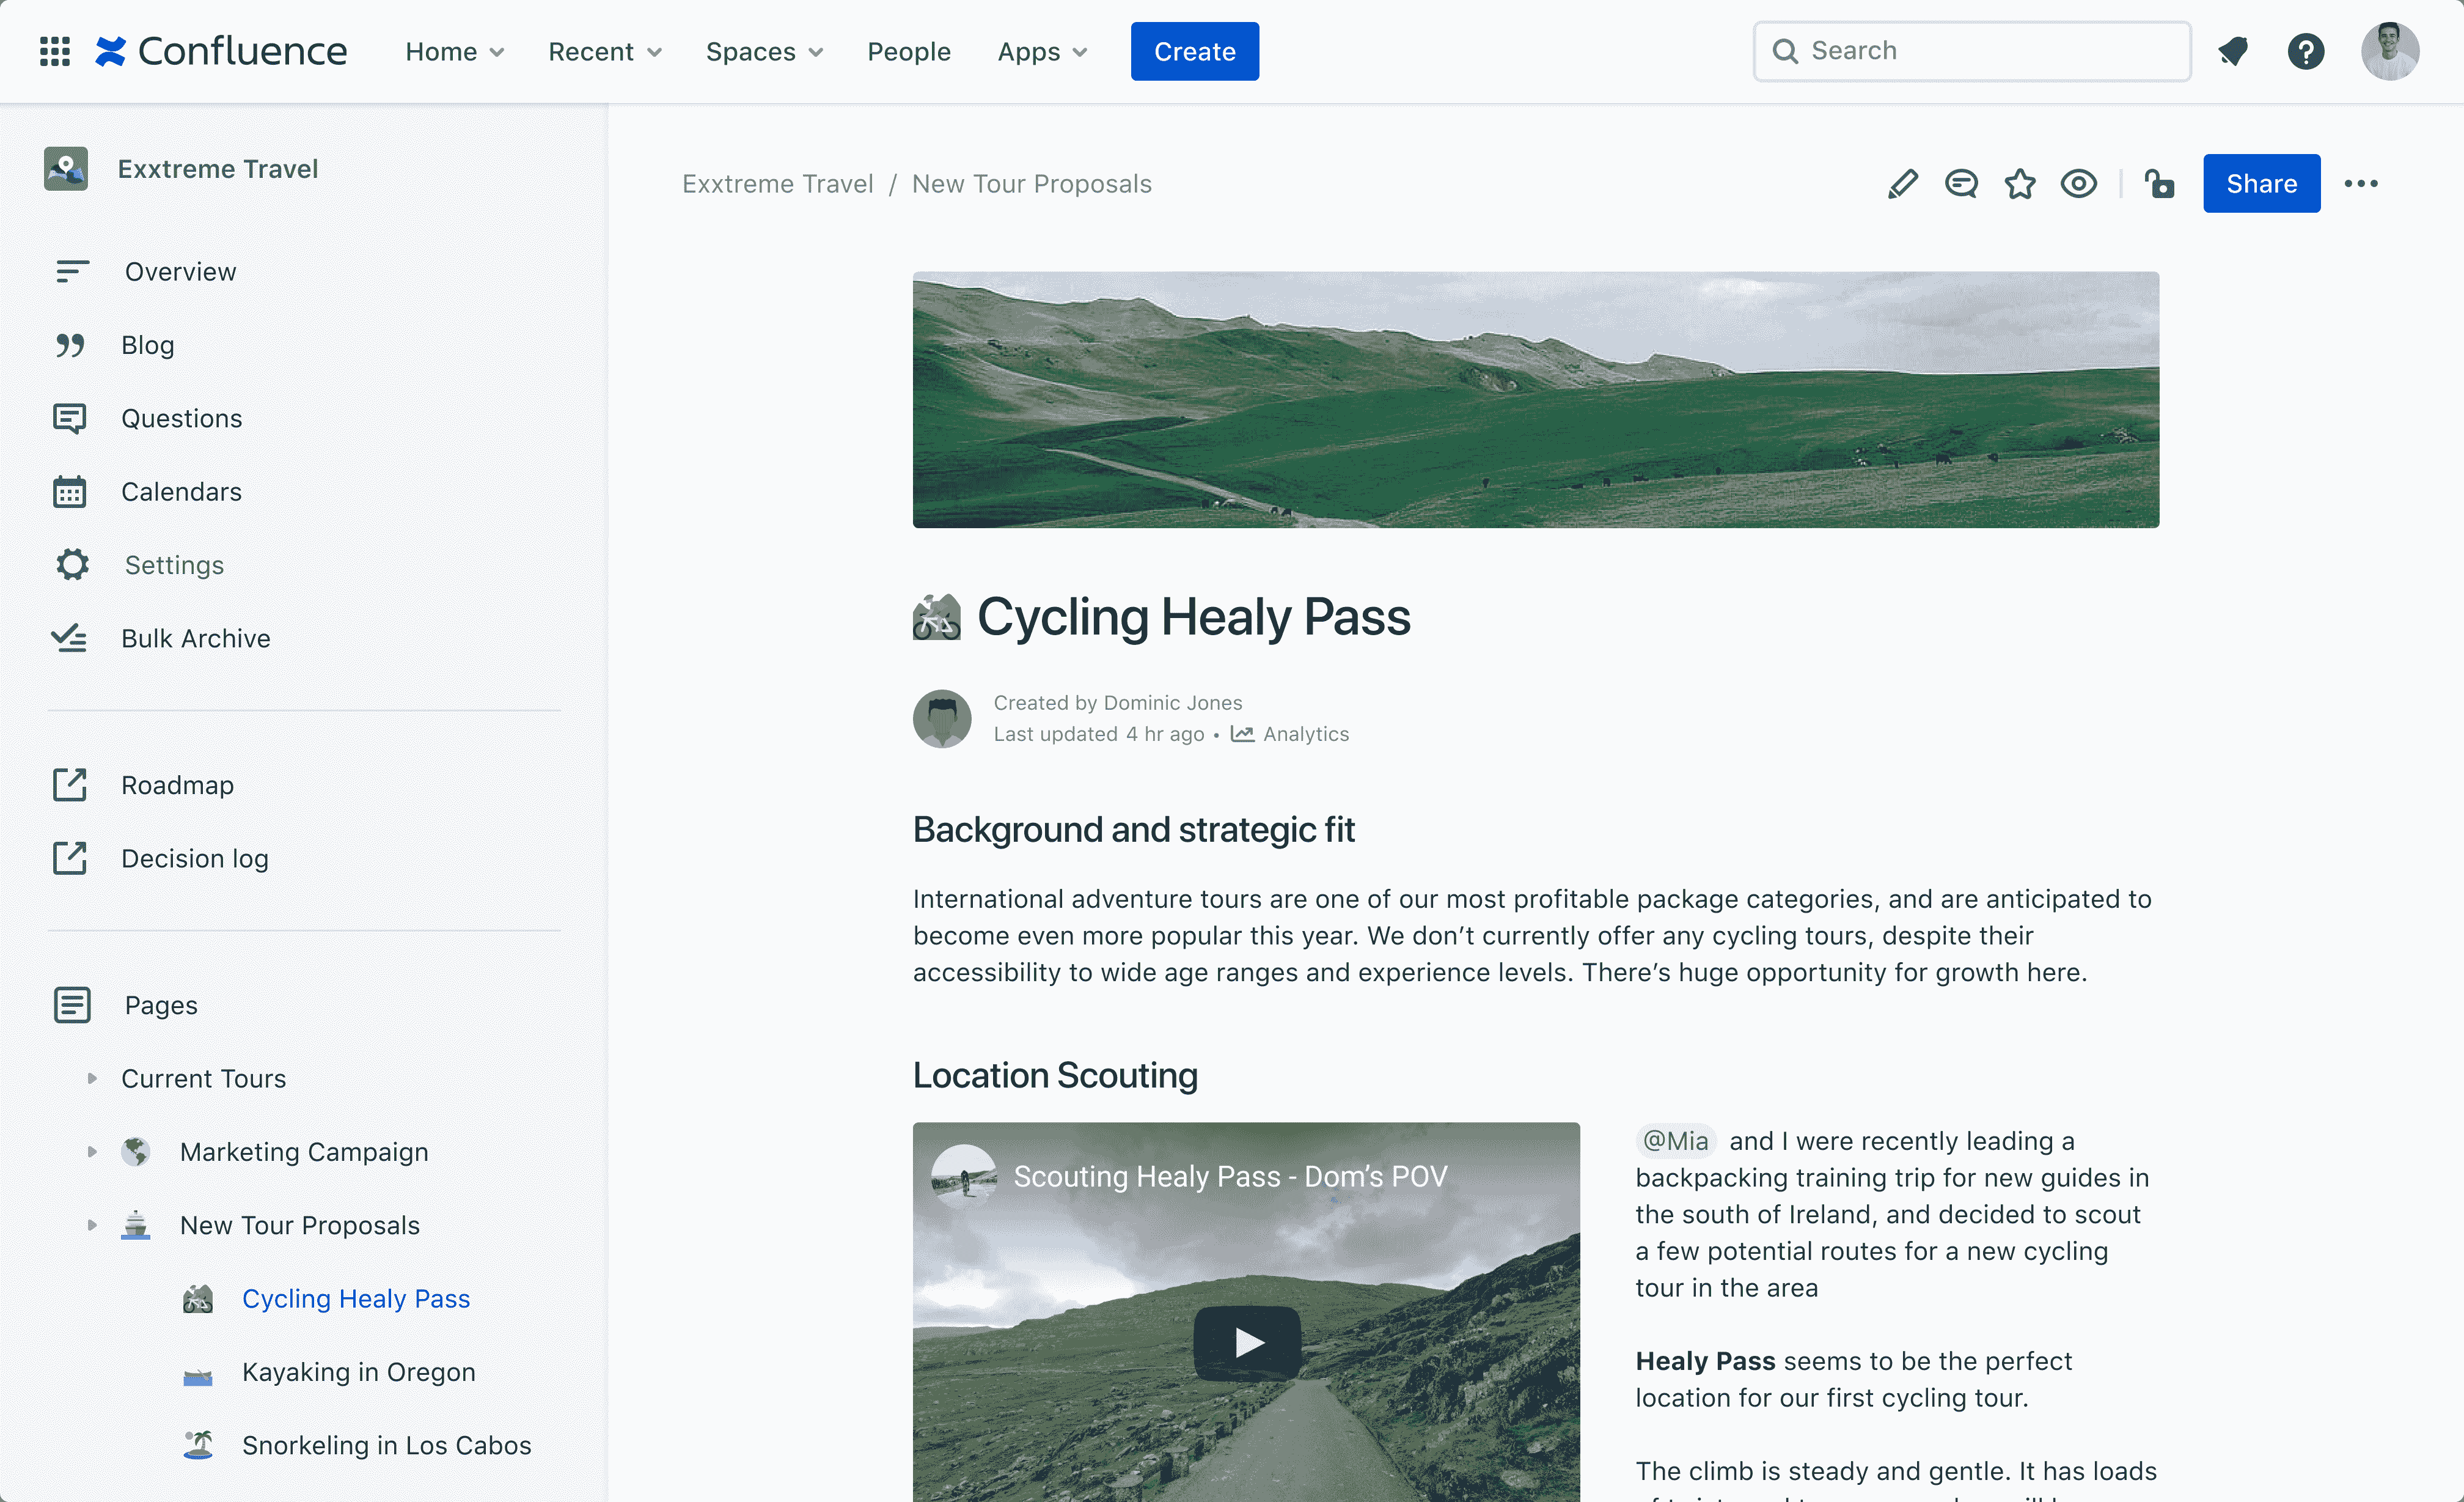 Confluence
Home
Recent
Spaces
People
Apps
Create
Search
Exxtreme Travel
Overview
Blog
Questions
Calendars
Settings
Bulk Archive
Roadmap
Decision log
Pages
Current Tours
Marketing Campaign
New Tour Proposals
Cycling Healy Pass
Kayaking in Oregon
Snorkeling in Los Cabos
Exxtreme Travel / New Tour Proposals
Share
Cycling Healy Pass
Created by Dominic Jones
Last updated 4 hr ago • Analytics
Background and strategic fit
International adventure tours are one of our most profitable package categories, and are anticipated to
become even more popular this year. We don’t currently offer any cycling tours, despite their
accessibility to wide age ranges and experience levels. There’s huge opportunity for growth here.
Location Scouting
Scouting Healy Pass - Dom’s POV
@Mia and I were recently leading a
backpacking training trip for new guides in
the south of Ireland, and decided to scout
a few potential routes for a new cycling
tour in the area
Healy Pass seems to be the perfect
location for our first cycling tour.
The climb is steady and gentle. It has loads